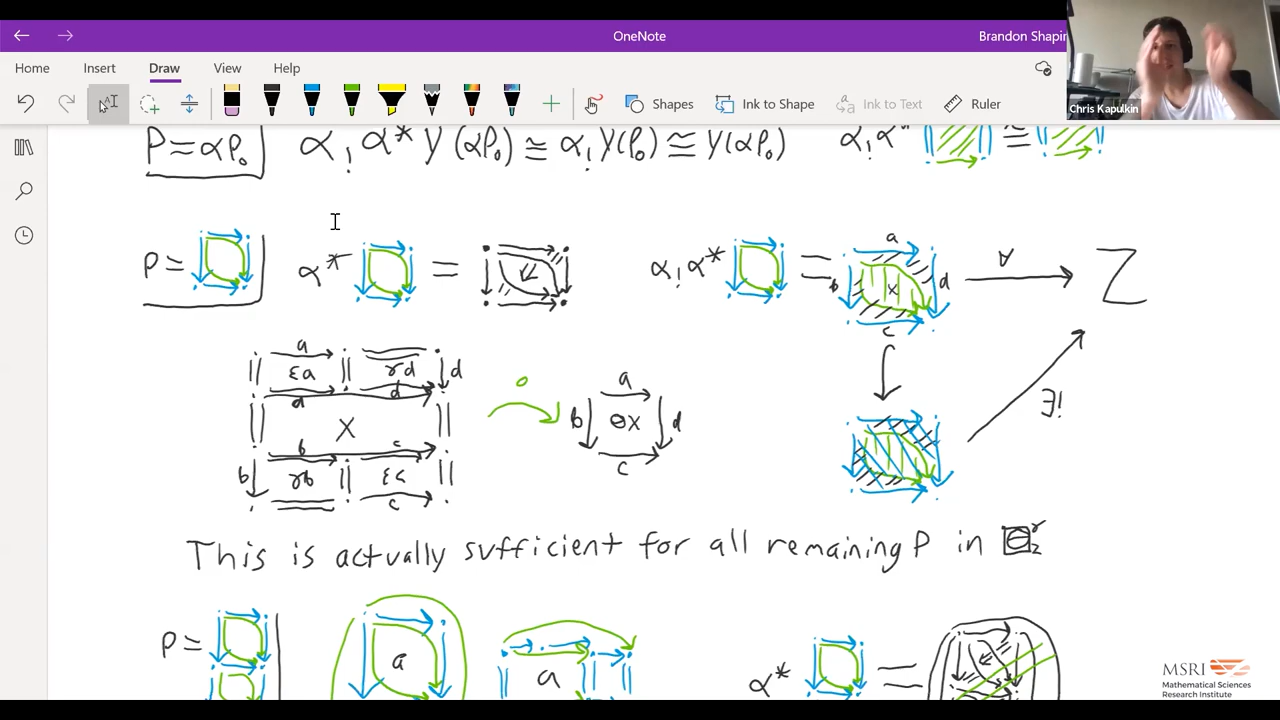 OneNote
Brandon Shapi
Home Insert Draw View Help
Chris Kapulkin
Shapes Ink to Shape Ink to Text Ruler
P = αP₀ α! α* Y(αP₀) ≅ α! Y(P₀) ≅ Y(αP₀) α! α* ≅
P = α* = α! α* = a b x d c ∀ Z
a εa a γd d d
X
b c b γb εc c
o
a b ΘX d c
∃!
This is actually sufficient for all remaining P in
P = a a α* =
MSRI
Mathematical Sciences
Research Institute